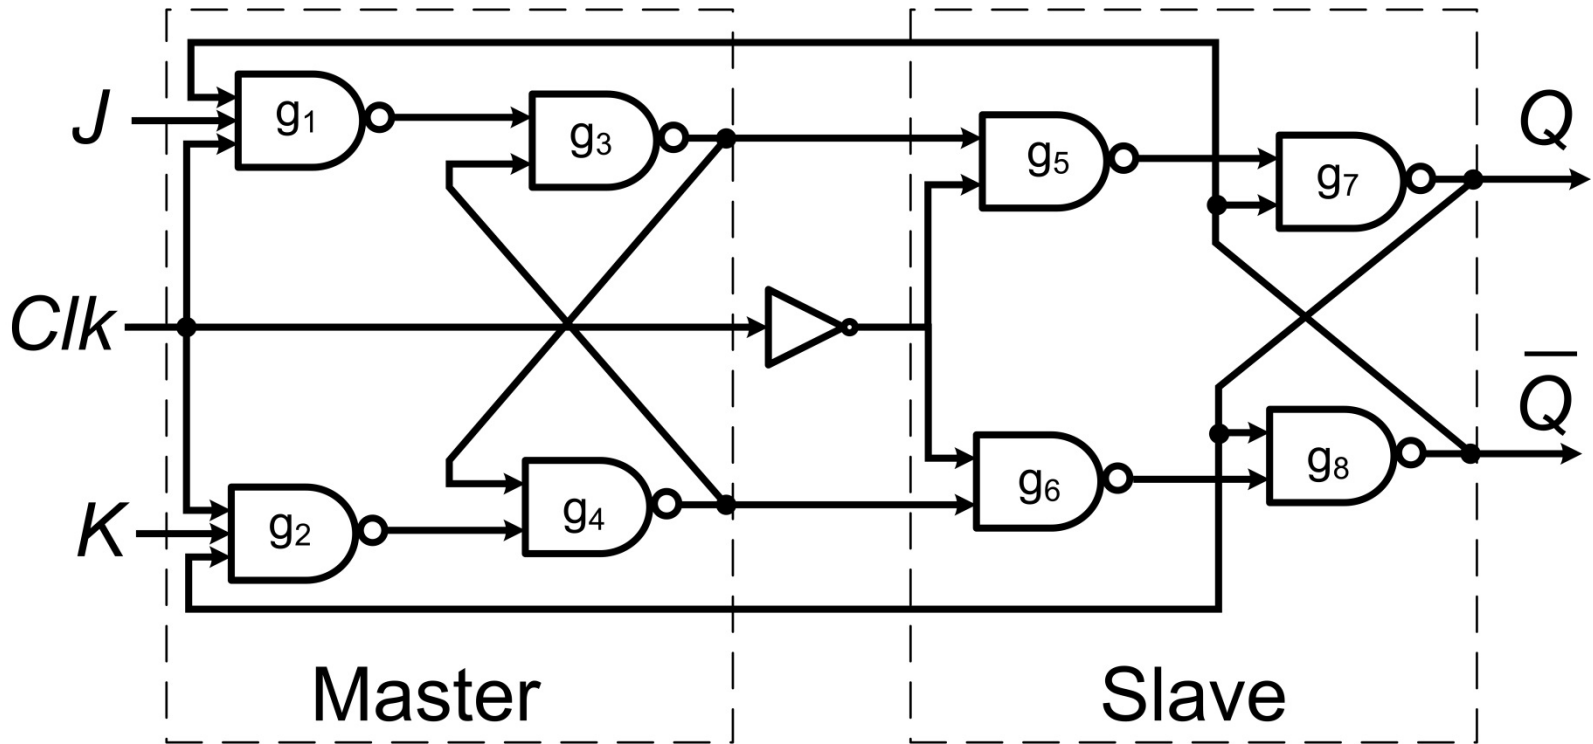 J
Clk
K
g₁
g₂
g₃
g₄
g₅
g₆
g₇
g₈
Q
Q̅
Master
Slave